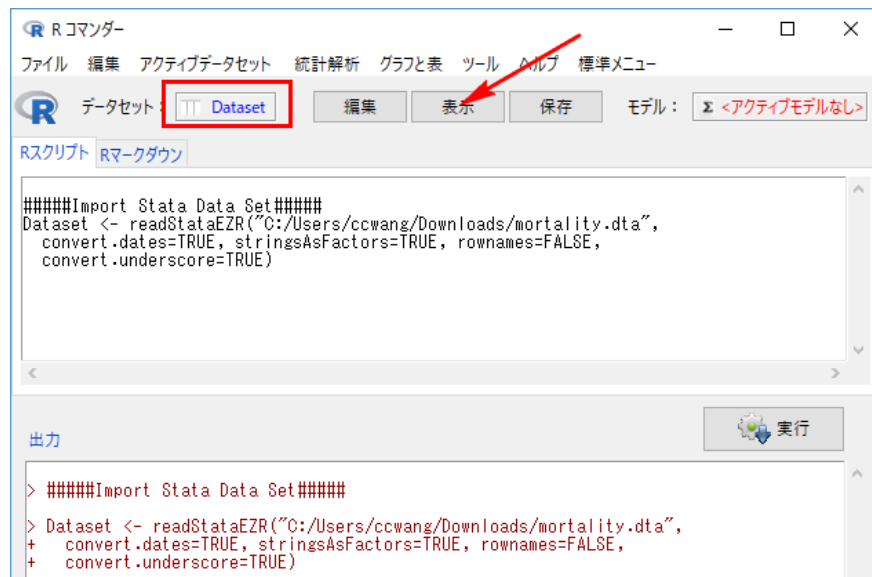 R コマンダー
ファイル 編集 アクティブデータセット 統計解析 グラフと表 ツール ヘルプ 標準メニュー
R データセット： Dataset 編集 表示 保存 モデル： Σ <アクティブモデルなし>
Rスクリプト Rマークダウン
#####Import Stata Data Set#####
Dataset <- readStataEZR("C:/Users/ccwang/Downloads/mortality.dta",
  convert.dates=TRUE, stringsAsFactors=TRUE, rownames=FALSE,
  convert.underscore=TRUE)
実行
出力
> #####Import Stata Data Set#####
> Dataset <- readStataEZR("C:/Users/ccwang/Downloads/mortality.dta",
+   convert.dates=TRUE, stringsAsFactors=TRUE, rownames=FALSE,
+   convert.underscore=TRUE)